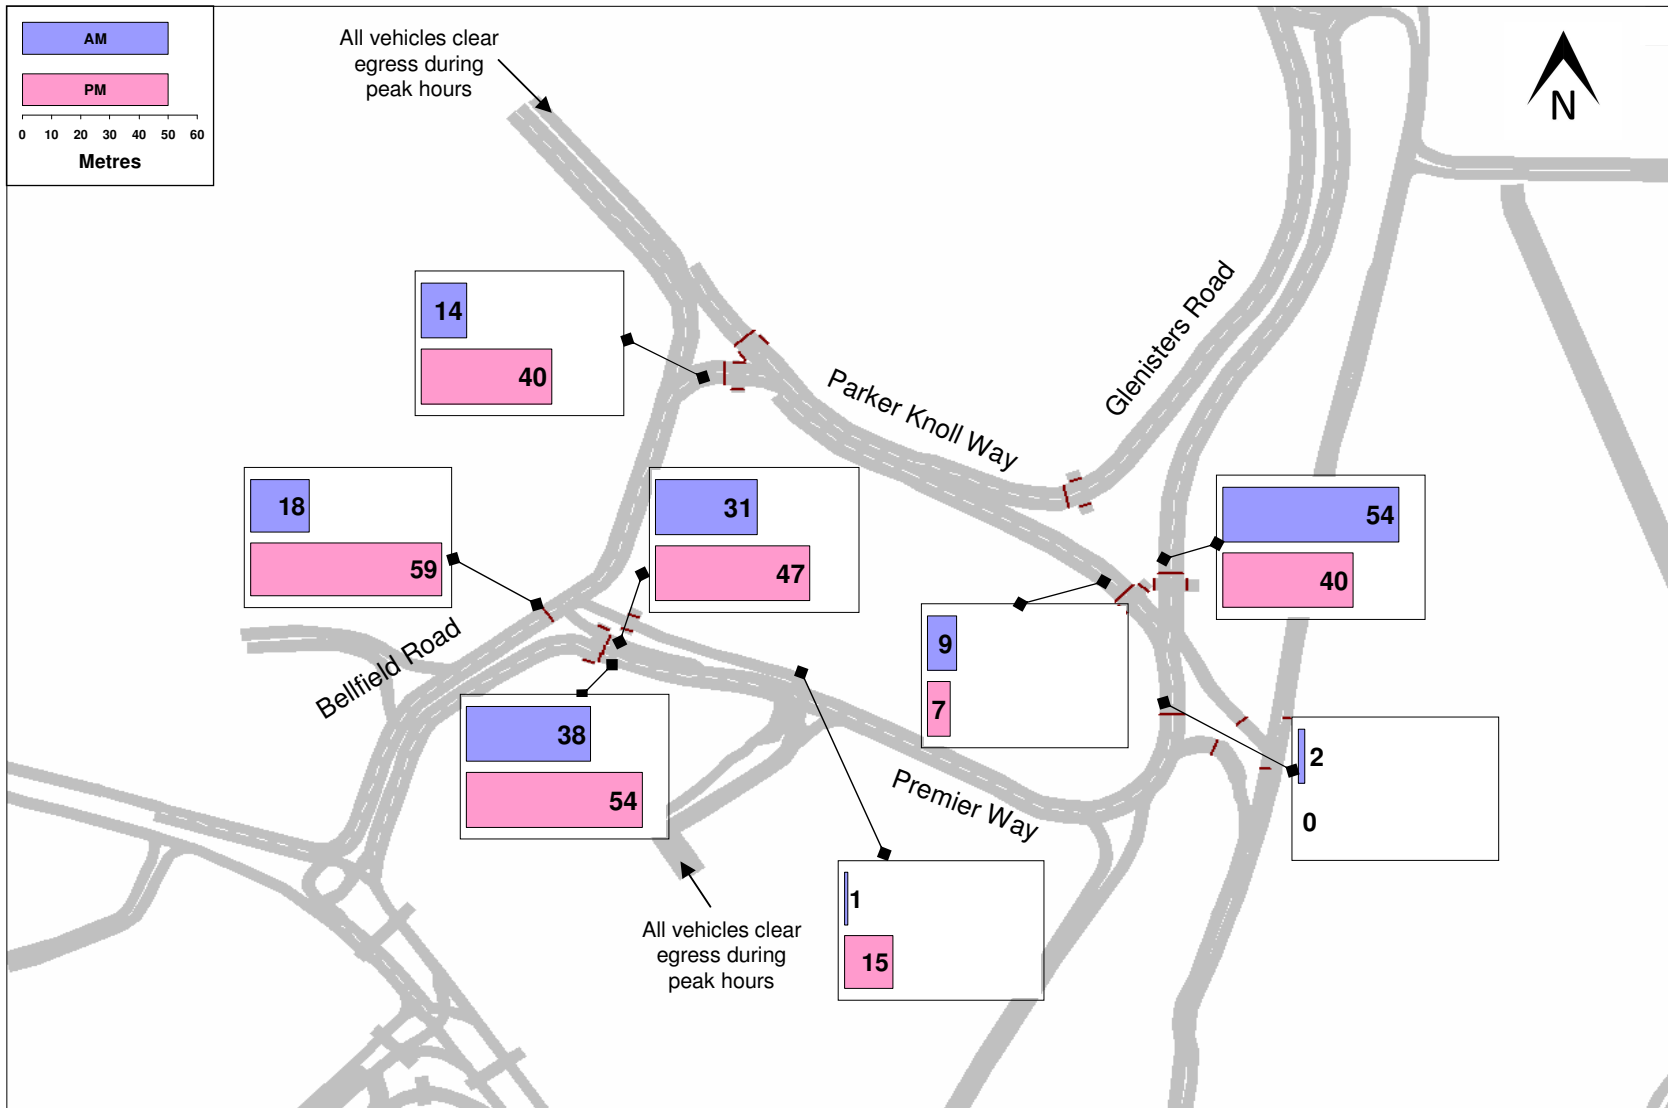 AM
PM
0 10 20 30 40 50 60
Metres
All vehicles clear
egress during
peak hours
N
14
40
Parker Knoll Way
Glenisters Road
18
59
31
47
54
40
Bellfield Road
9
7
38
54
Premier Way
2
0
1
15
All vehicles clear
egress during
peak hours